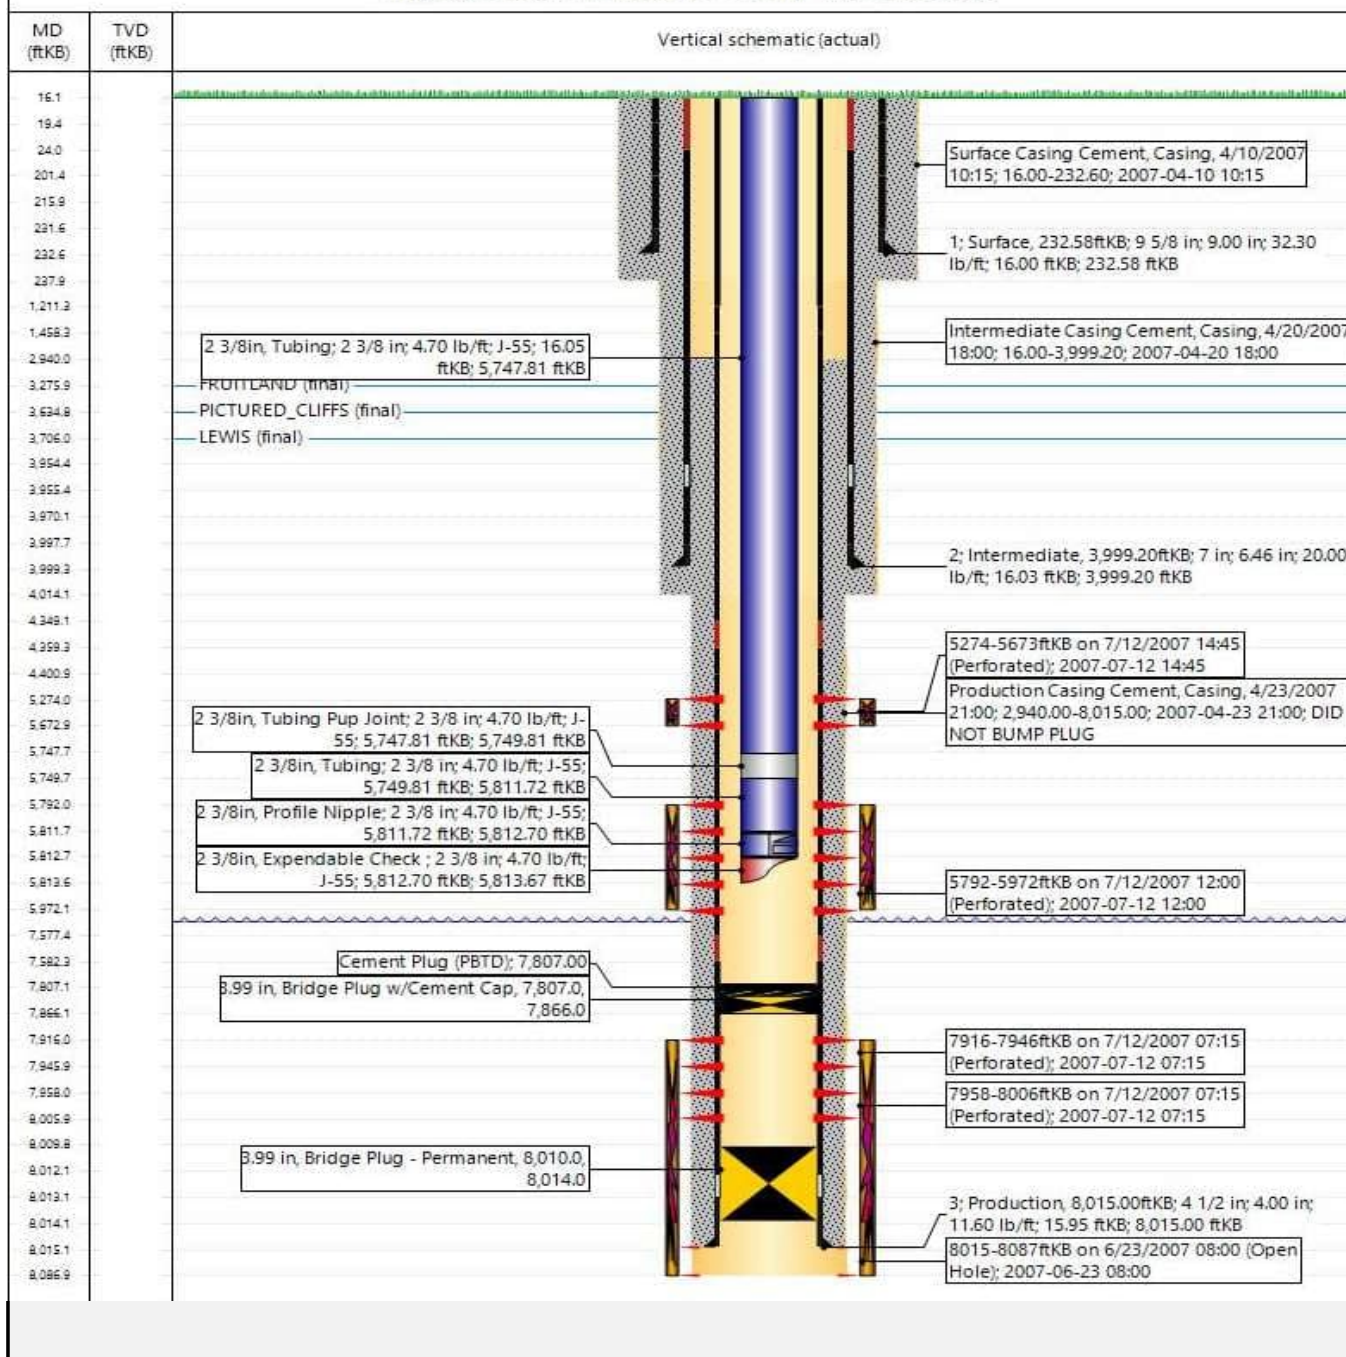 MD
(ftKB)
TVD
(ftKB)
Vertical schematic (actual)
16.1
19.4
24.0
201.4
215.9
231.6
232.6
237.9
1,211.3
1,458.3
2,940.0
3,275.9
3,634.8
3,706.0
3,954.4
3,955.4
3,970.1
3,997.7
3,999.3
4,014.1
4,349.1
4,359.3
4,400.9
5,274.0
5,672.9
5,747.7
5,749.7
5,792.0
5,811.7
5,812.7
5,813.6
5,972.1
7,577.4
7,582.3
7,807.1
7,866.1
7,916.0
7,945.9
7,958.0
8,005.9
8,009.8
8,012.1
8,013.1
8,014.1
8,015.1
8,086.9
2 3/8in, Tubing; 2 3/8 in; 4.70 lb/ft; J-55; 16.05
ftKB; 5,747.81 ftKB
FRUITLAND (final)
PICTURED_CLIFFS (final)
LEWIS (final)
2 3/8in, Tubing Pup Joint; 2 3/8 in; 4.70 lb/ft; J-
55; 5,747.81 ftKB; 5,749.81 ftKB
2 3/8in, Tubing; 2 3/8 in; 4.70 lb/ft; J-55;
5,749.81 ftKB; 5,811.72 ftKB
2 3/8in, Profile Nipple; 2 3/8 in; 4.70 lb/ft; J-55;
5,811.72 ftKB; 5,812.70 ftKB
2 3/8in, Expendable Check ; 2 3/8 in; 4.70 lb/ft;
J-55; 5,812.70 ftKB; 5,813.67 ftKB
Cement Plug (PBTD); 7,807.00
3.99 in, Bridge Plug w/Cement Cap, 7,807.0,
7,866.0
3.99 in, Bridge Plug - Permanent, 8,010.0,
8,014.0
Surface Casing Cement, Casing, 4/10/2007
10:15; 16.00-232.60; 2007-04-10 10:15
1; Surface, 232.58ftKB; 9 5/8 in; 9.00 in; 32.30
lb/ft; 16.00 ftKB; 232.58 ftKB
Intermediate Casing Cement, Casing, 4/20/2007
18:00; 16.00-3,999.20; 2007-04-20 18:00
2; Intermediate, 3,999.20ftKB; 7 in; 6.46 in; 20.00
lb/ft; 16.03 ftKB; 3,999.20 ftKB
5274-5673ftKB on 7/12/2007 14:45
(Perforated); 2007-07-12 14:45
Production Casing Cement, Casing, 4/23/2007
21:00; 2,940.00-8,015.00; 2007-04-23 21:00; DID
NOT BUMP PLUG
5792-5972ftKB on 7/12/2007 12:00
(Perforated); 2007-07-12 12:00
7916-7946ftKB on 7/12/2007 07:15
(Perforated); 2007-07-12 07:15
7958-8006ftKB on 7/12/2007 07:15
(Perforated); 2007-07-12 07:15
3; Production, 8,015.00ftKB; 4 1/2 in; 4.00 in;
11.60 lb/ft; 15.95 ftKB; 8,015.00 ftKB
8015-8087ftKB on 6/23/2007 08:00 (Open
Hole); 2007-06-23 08:00